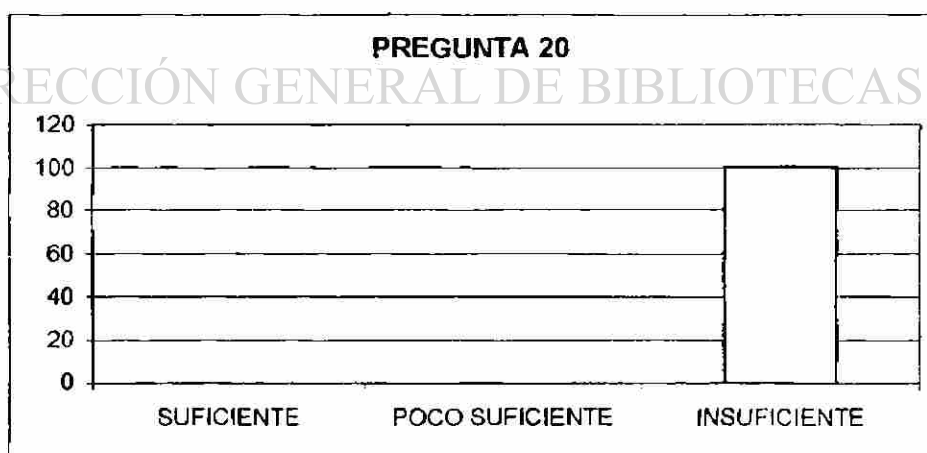 PREGUNTA 20
RECCIÓN GENERAL DE BIBLIOTECAS
120
100
80
60
40
20
0
SUFICIENTE POCO SUFICIENTE INSUFICIENTE